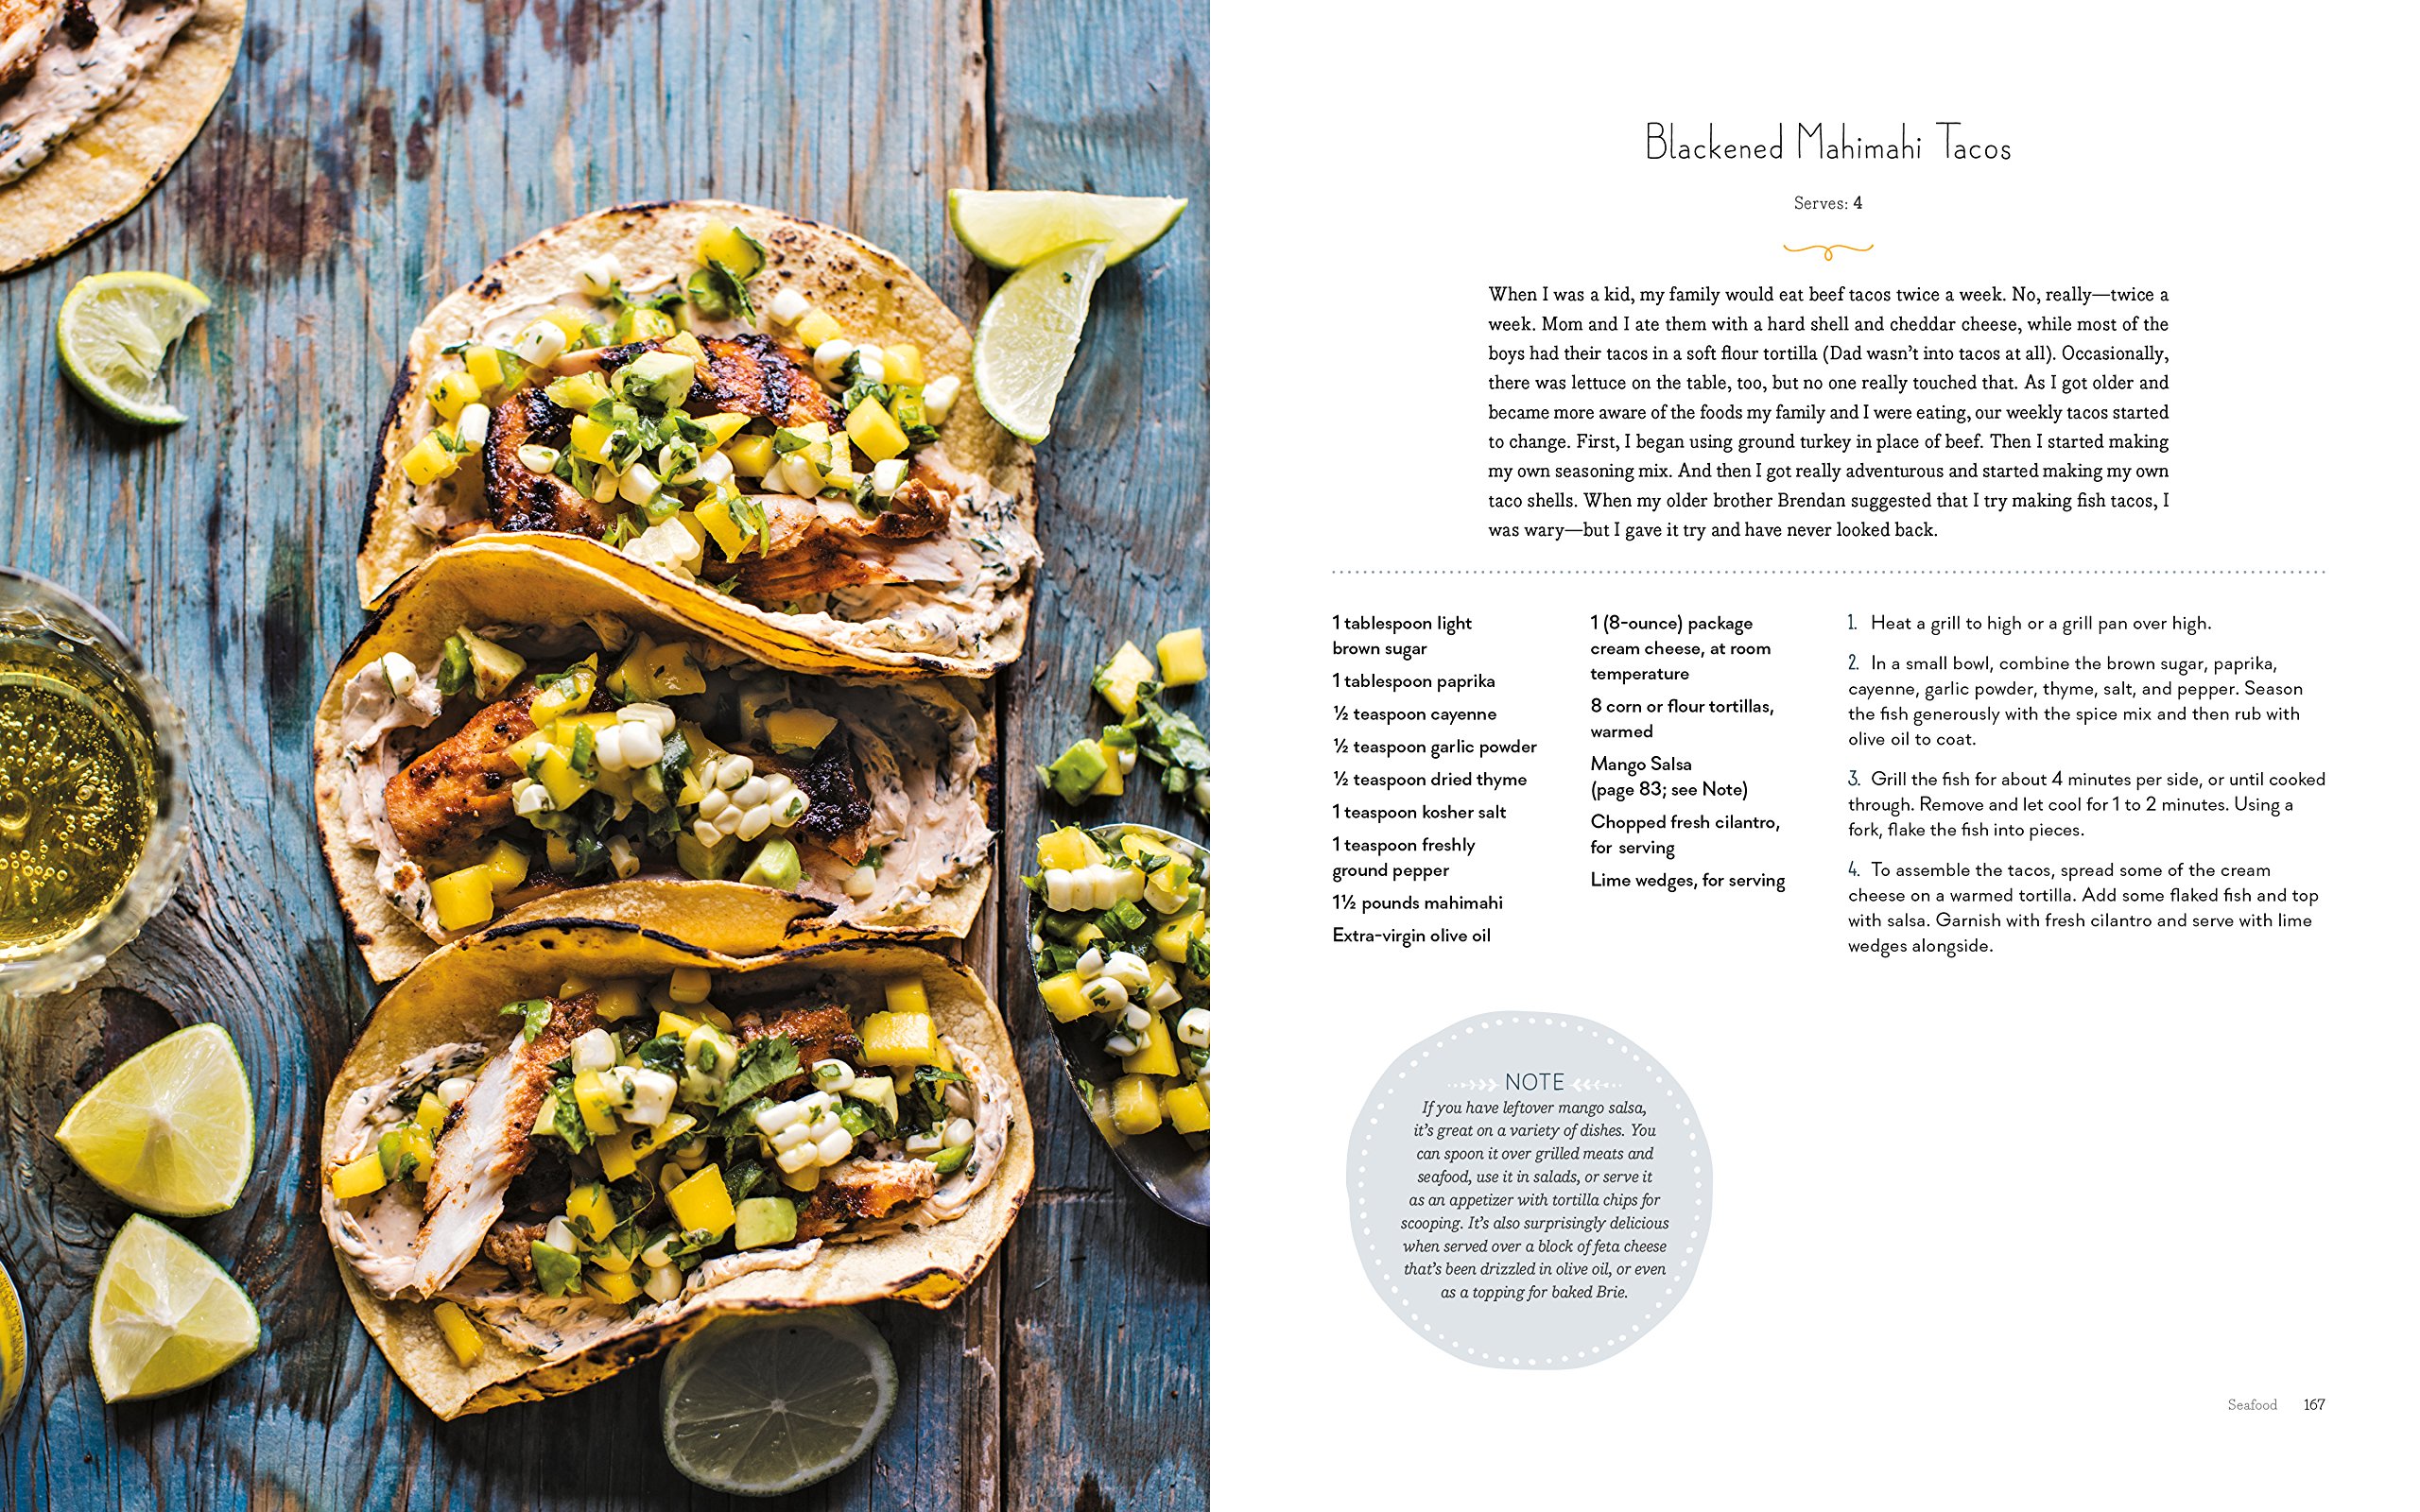 Blackened Mahimahi Tacos
Serves: 4
When I was a kid, my family would eat beef tacos twice a week. No, really—twice a
week. Mom and I ate them with a hard shell and cheddar cheese, while most of the
boys had their tacos in a soft flour tortilla (Dad wasn’t into tacos at all). Occasionally,
there was lettuce on the table, too, but no one really touched that. As I got older and
became more aware of the foods my family and I were eating, our weekly tacos started
to change. First, I began using ground turkey in place of beef. Then I started making
my own seasoning mix. And then I got really adventurous and started making my own
taco shells. When my older brother Brendan suggested that I try making fish tacos, I
was wary—but I gave it try and have never looked back.
1 tablespoon light
brown sugar
1 tablespoon paprika
½ teaspoon cayenne
½ teaspoon garlic powder
½ teaspoon dried thyme
1 teaspoon kosher salt
1 teaspoon freshly
ground pepper
1½ pounds mahimahi
Extra-virgin olive oil
1 (8-ounce) package
cream cheese, at room
temperature
8 corn or flour tortillas,
warmed
Mango Salsa
(page 83; see Note)
Chopped fresh cilantro,
for serving
Lime wedges, for serving
1. Heat a grill to high or a grill pan over high.
2. In a small bowl, combine the brown sugar, paprika,
cayenne, garlic powder, thyme, salt, and pepper. Season
the fish generously with the spice mix and then rub with
olive oil to coat.
3. Grill the fish for about 4 minutes per side, or until cooked
through. Remove and let cool for 1 to 2 minutes. Using a
fork, flake the fish into pieces.
4. To assemble the tacos, spread some of the cream
cheese on a warmed tortilla. Add some flaked fish and top
with salsa. Garnish with fresh cilantro and serve with lime
wedges alongside.
NOTE
If you have leftover mango salsa,
it’s great on a variety of dishes. You
can spoon it over grilled meats and
seafood, use it in salads, or serve it
as an appetizer with tortilla chips for
scooping. It’s also surprisingly delicious
when served over a block of feta cheese
that’s been drizzled in olive oil, or even
as a topping for baked Brie.
Seafood 167